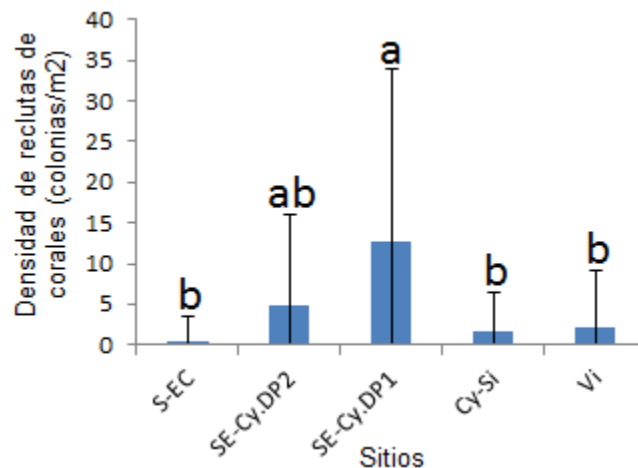 Densidad de reclutas de
corales (colonias/m2)
40
35
30
25
20
15
10
5
0
b
ab
a
b
b
S-EC
SE-Cy.DP2
SE-Cy.DP1
Cy-Si
Vi
Sitios